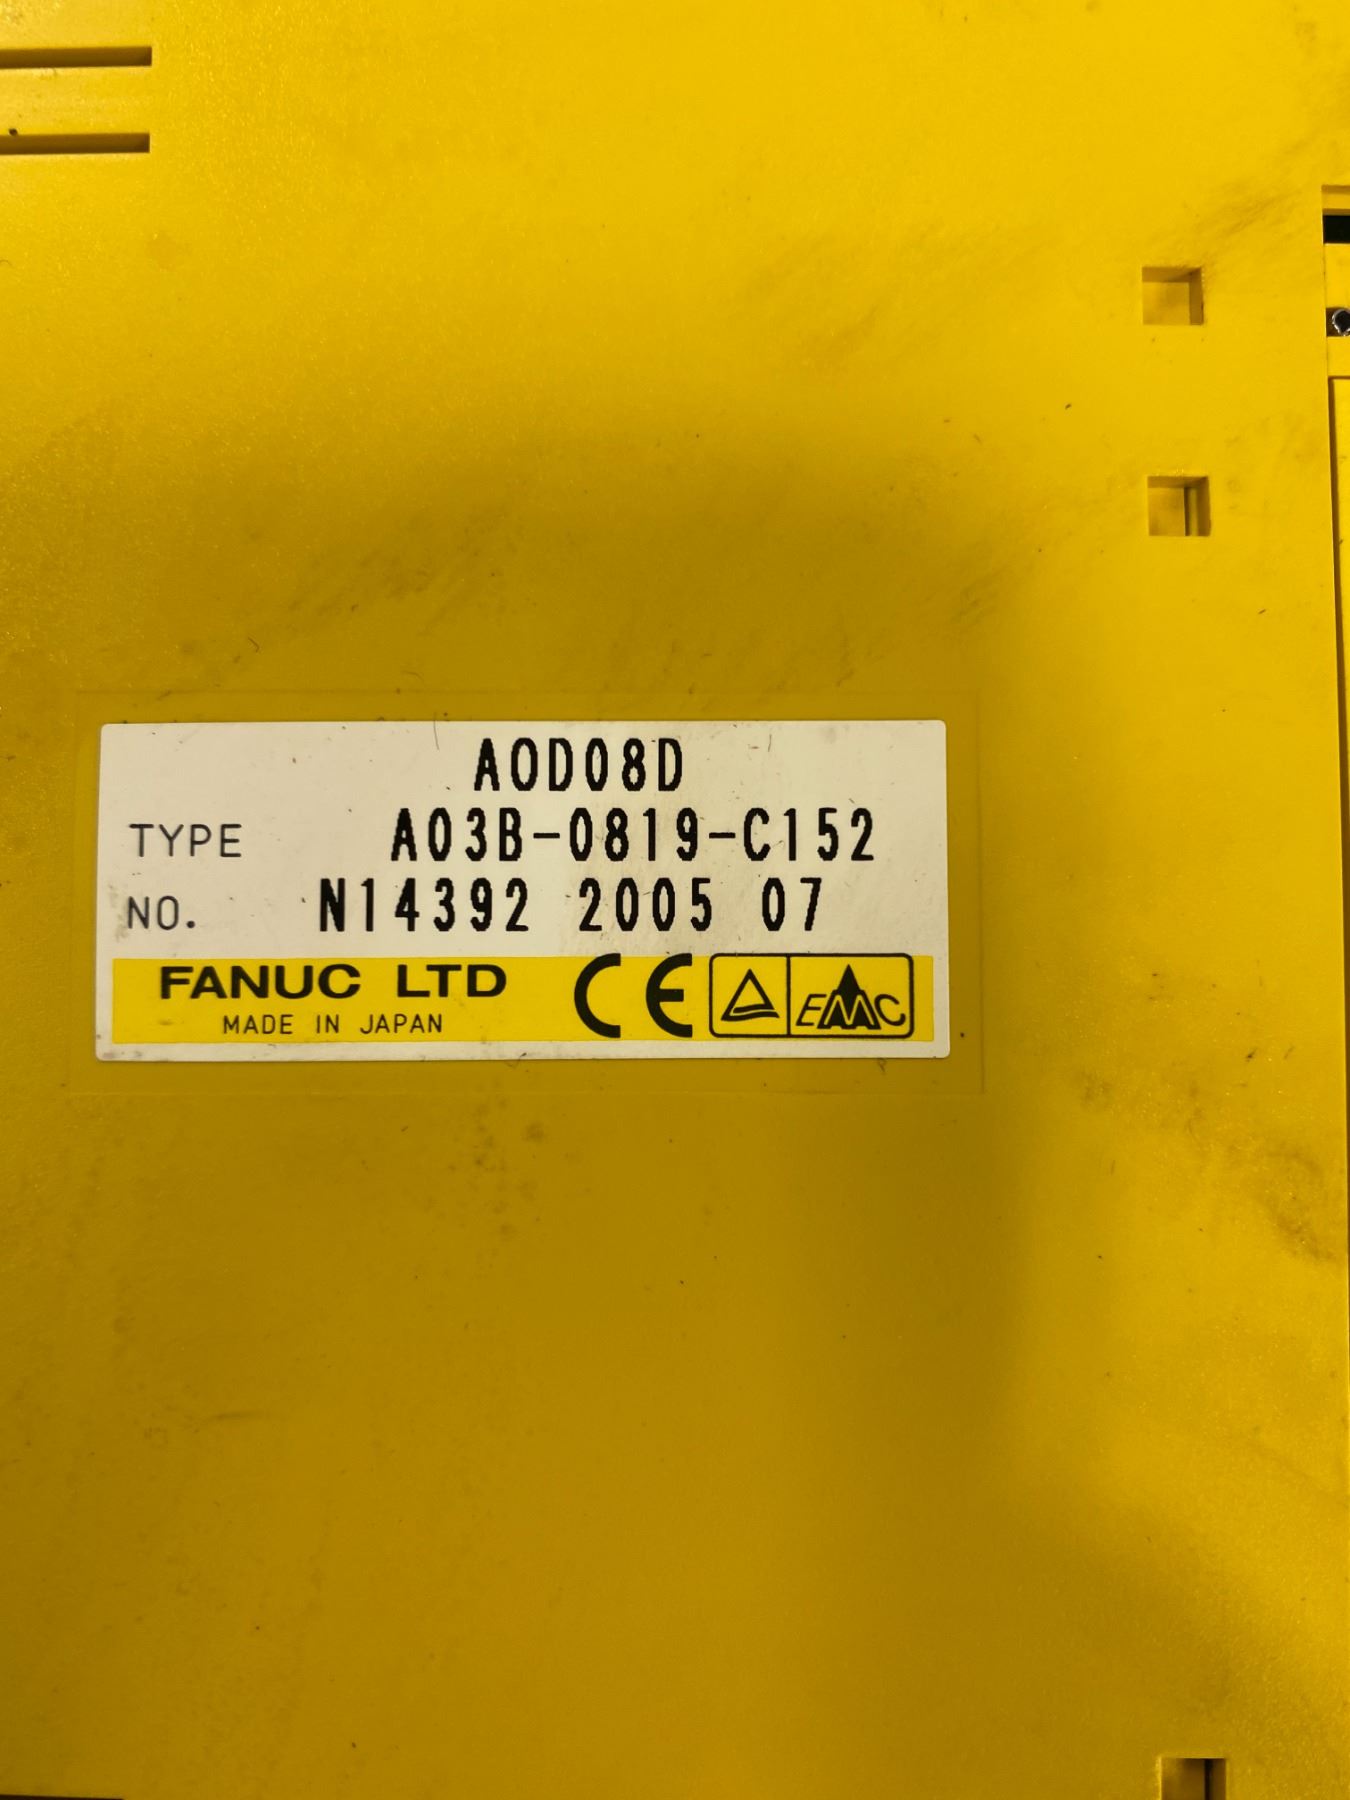 AOD08D
TYPE A03B-0819-C152
NO. N14392 2005 07
FANUC LTD CE EMC
MADE IN JAPAN